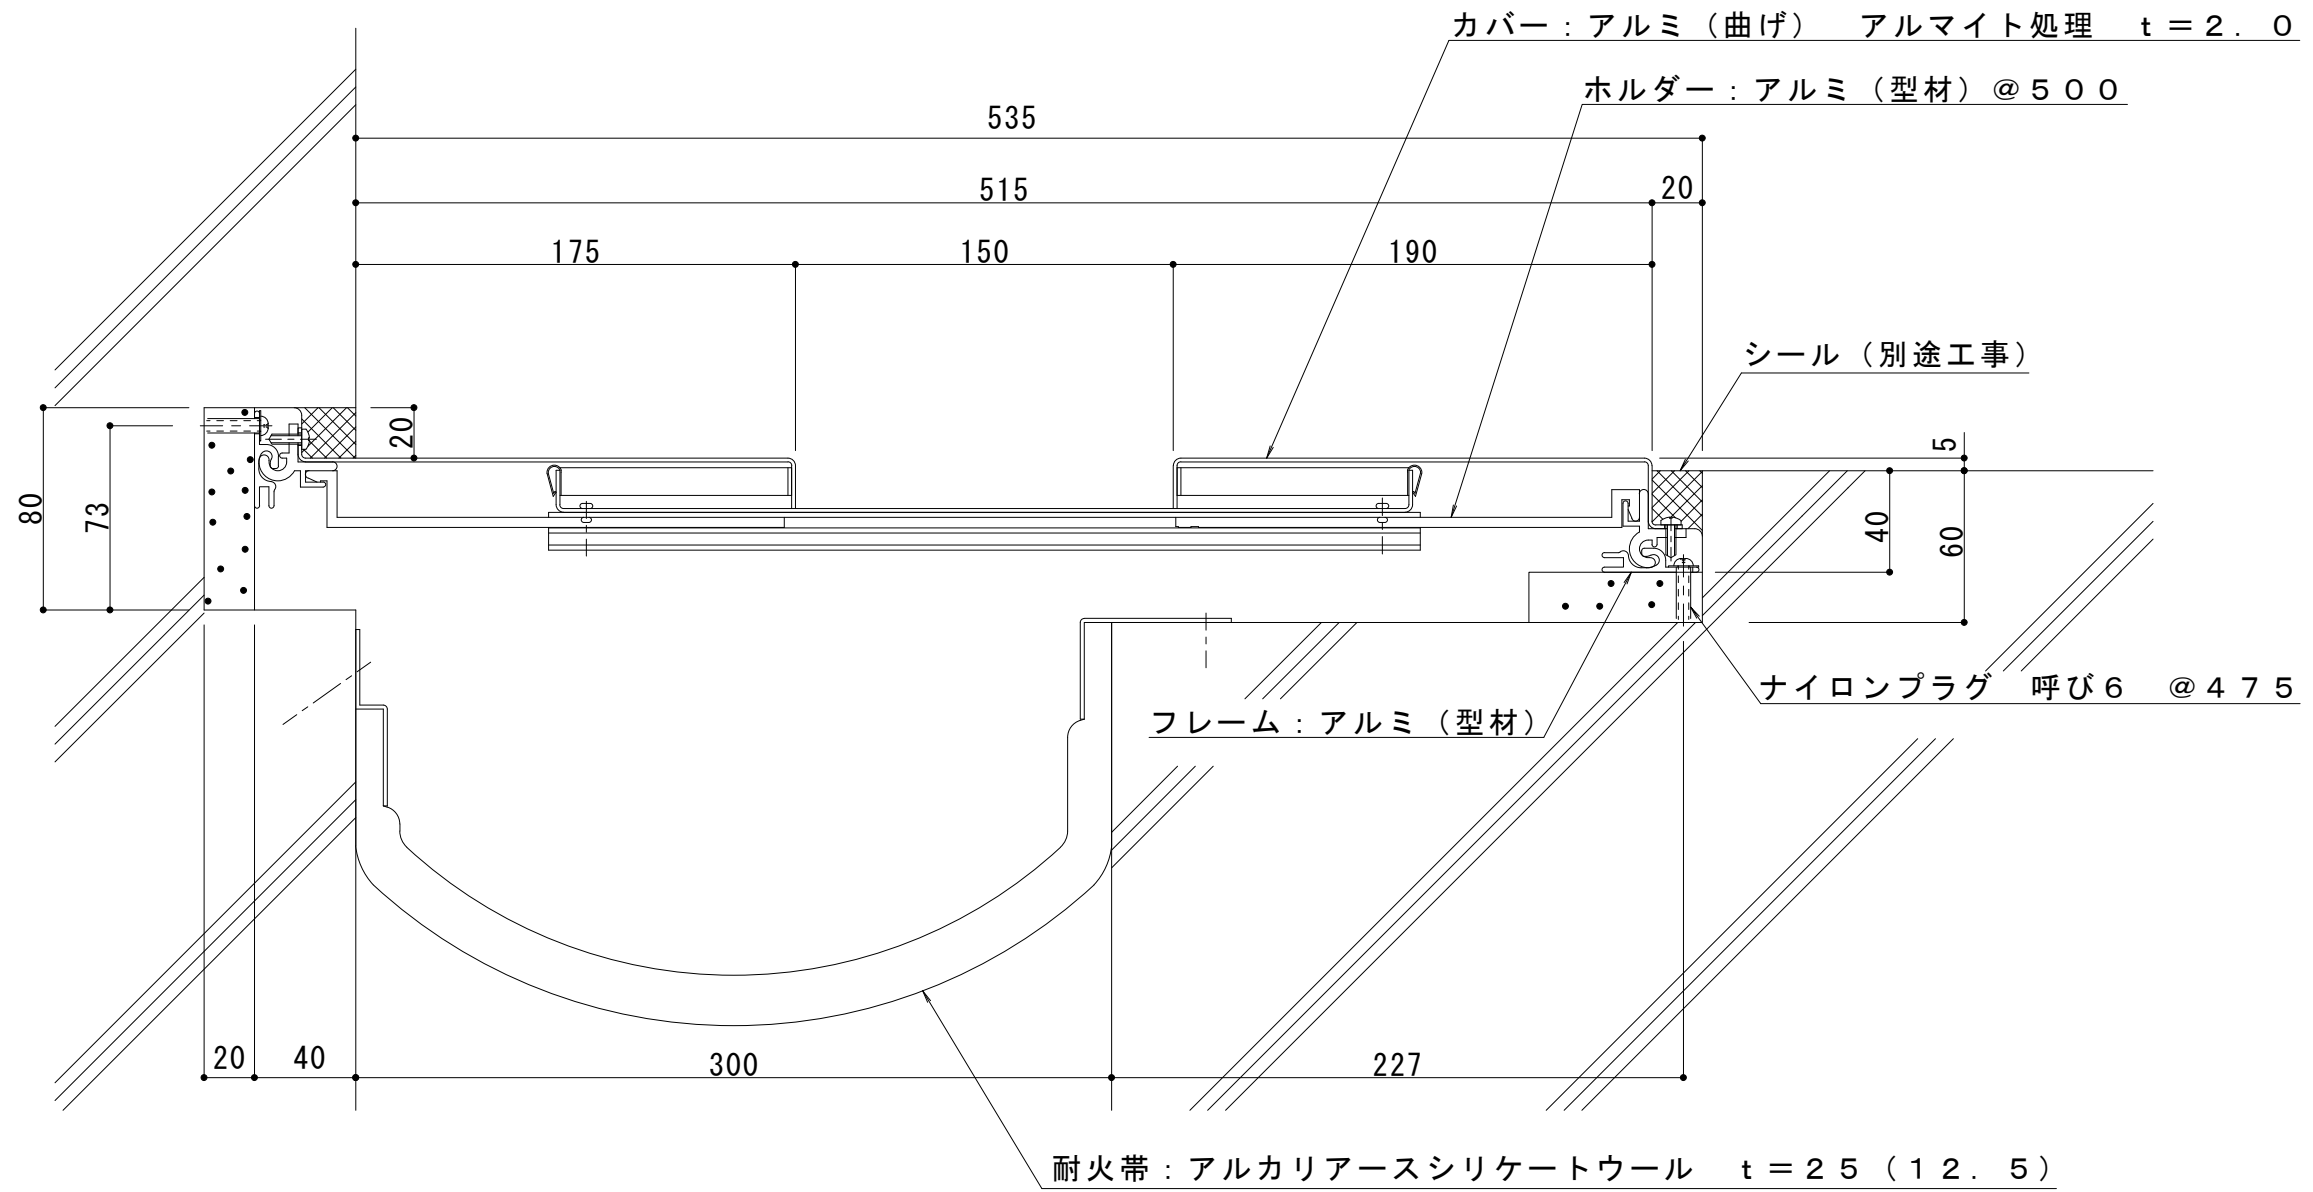 カバー：アルミ（曲げ）　アルマイト処理　ｔ＝２．０
ホルダー：アルミ（型材）＠５００
535
515
20
175
150
190
シール（別途工事）
5
20
80
73
40
60
ナイロンプラグ　呼び６　＠４７５
フレーム：アルミ（型材）
20
40
300
227
耐火帯：アルカリアースシリケートウール　ｔ＝２５（１２．５）